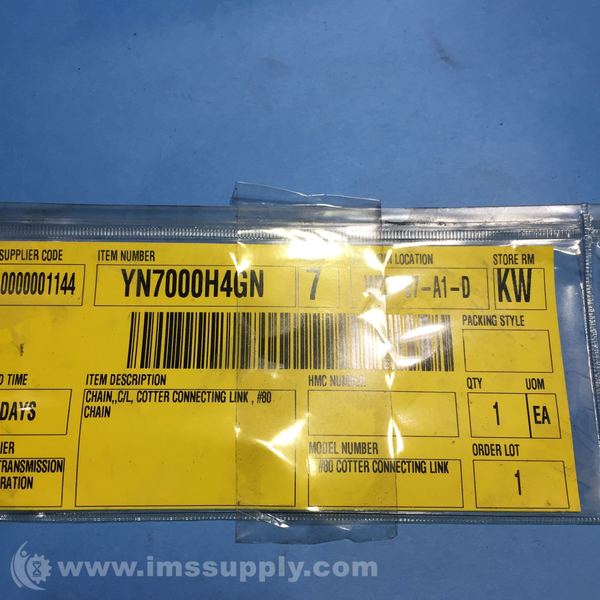 SUPPLIER CODE ITEM NUMBER LOCATION STORE RM
0000001144 YN7000H4GN 7 7-A1-D KW
PACKING STYLE
TIME ITEM DESCRIPTION HMC NUMBER QTY UOM
DAYS CHAIN,,C/L, COTTER CONNECTING LINK , #80 1 EA
CHAIN
MODEL NUMBER ORDER LOT
TRANSMISSION #80 COTTER CONNECTING LINK 1
RATION
www.imssupply.com